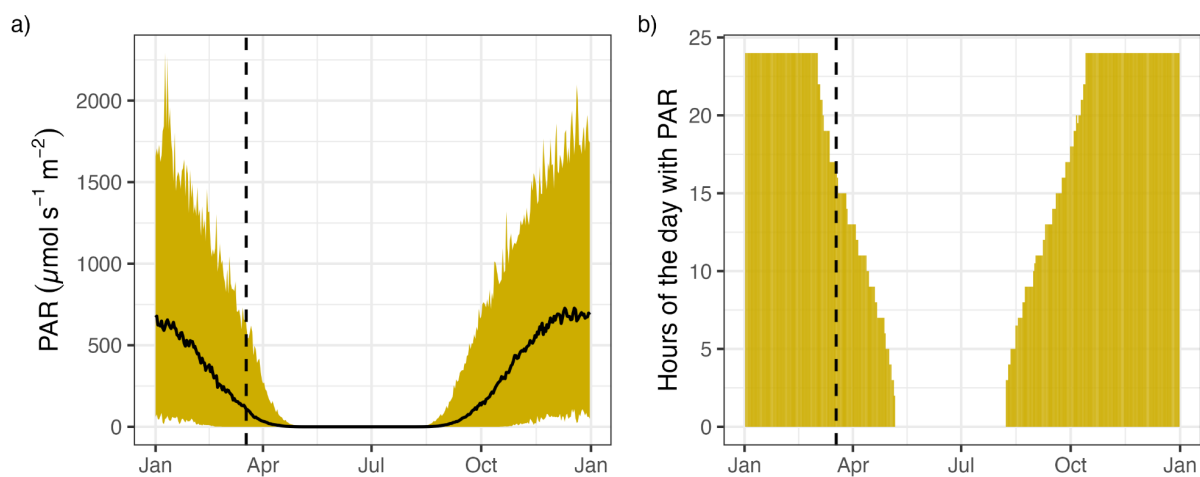 a)
PAR (μmol s⁻¹ m⁻²)
2000
1500
1000
500
0
Jan Apr Jul Oct Jan
b)
Hours of the day with PAR
25
20
15
10
5
0
Jan Apr Jul Oct Jan